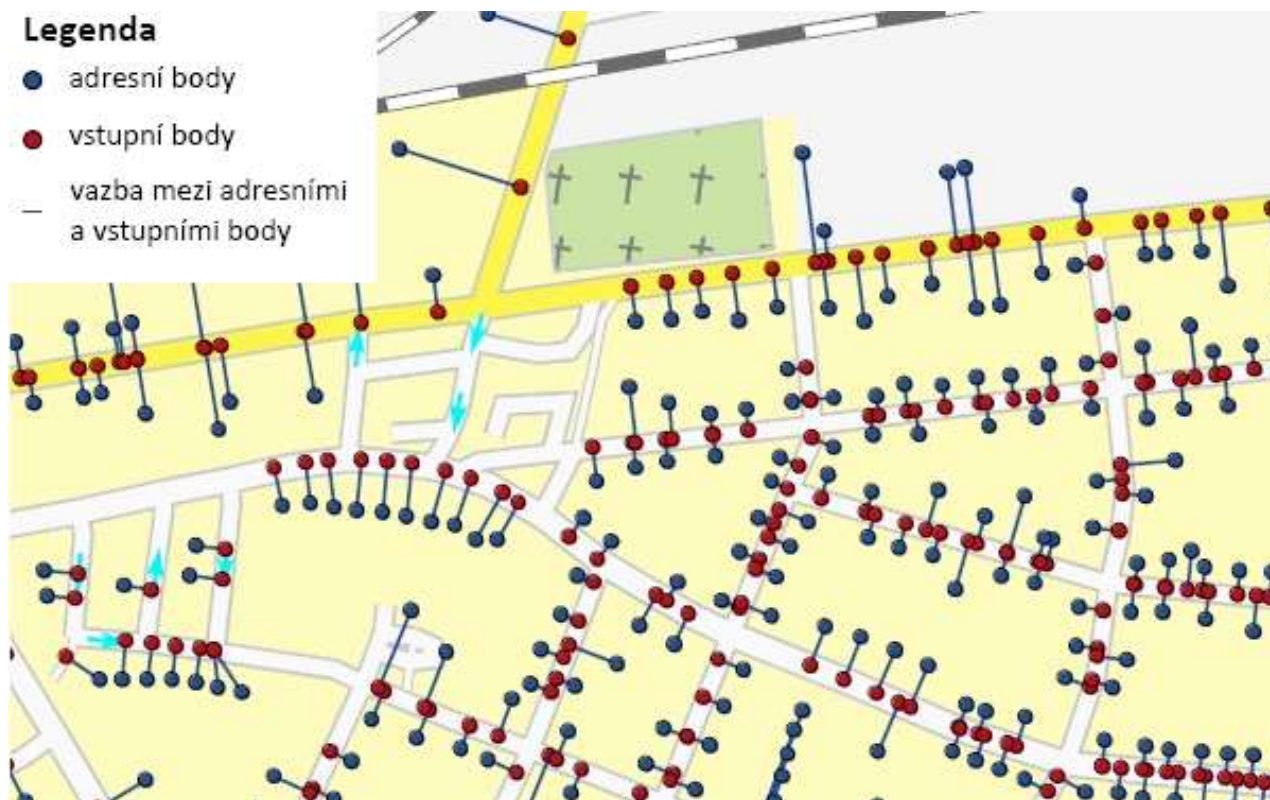 Legenda
adresní body
vstupní body
vazba mezi adresními
a vstupními body